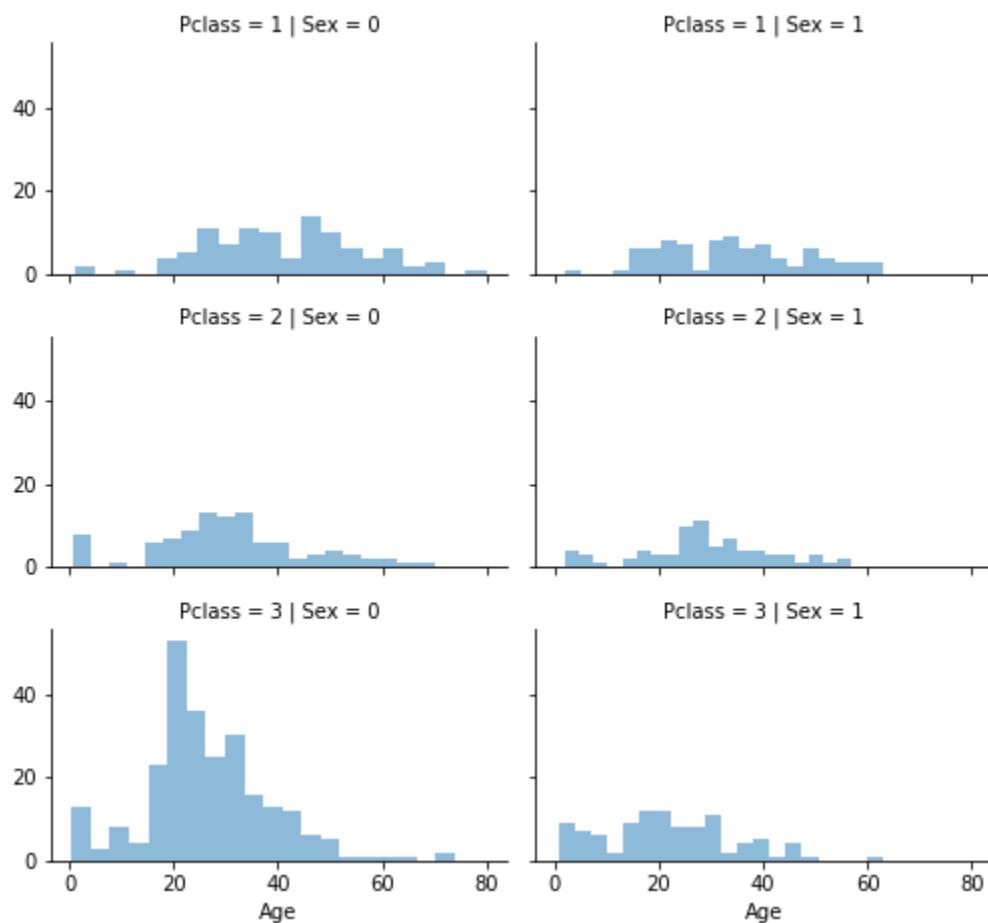 Pclass = 1 | Sex = 0
Pclass = 1 | Sex = 1
40
20
0
Pclass = 2 | Sex = 0
Pclass = 2 | Sex = 1
40
20
0
Pclass = 3 | Sex = 0
Pclass = 3 | Sex = 1
40
20
0
0 20 40 60 80
0 20 40 60 80
Age
Age